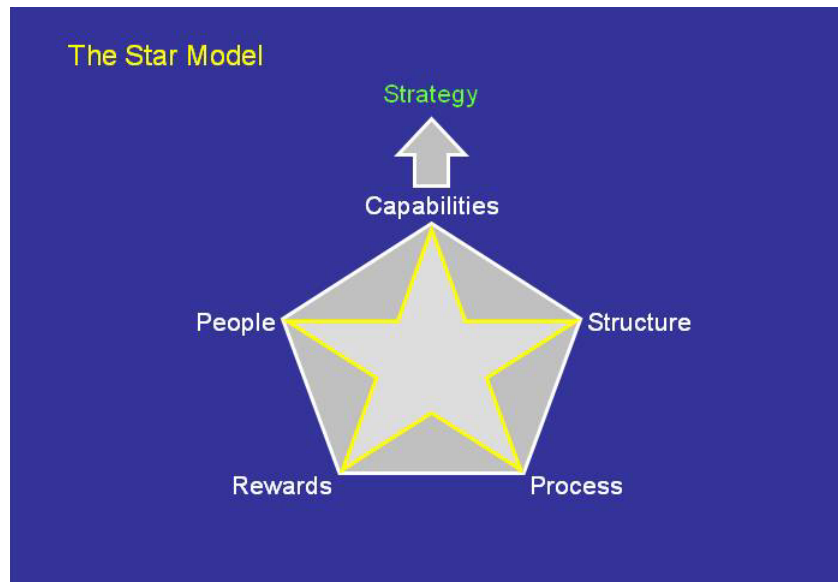 The Star Model
Strategy
Capabilities
People
Structure
Rewards
Process